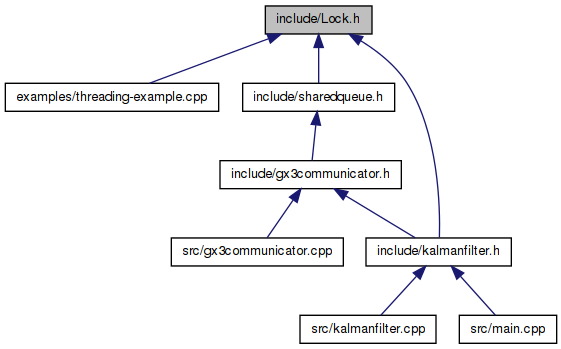 include/Lock.h
examples/threading-example.cpp
include/sharedqueue.h
include/gx3communicator.h
src/gx3communicator.cpp
include/kalmanfilter.h
src/kalmanfilter.cpp
src/main.cpp